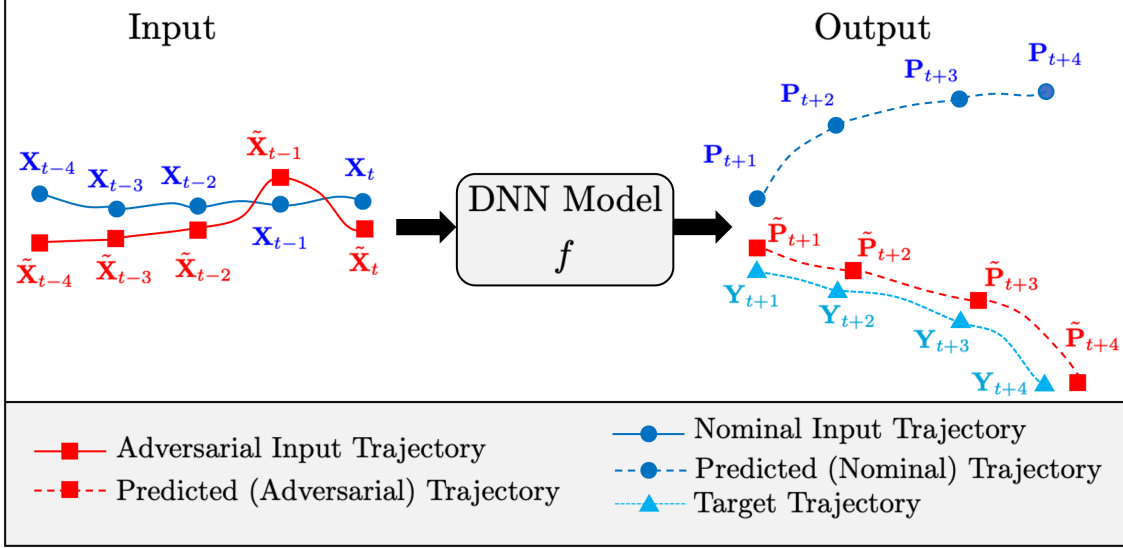 Input
Output
X_{t−4}
X_{t−3}
X_{t−2}
X̃_{t−1}
X_t
X_{t−1}
X̃_{t−4}
X̃_{t−3}
X̃_{t−2}
X̃_t
DNN Model
f
P_{t+1}
P_{t+2}
P_{t+3}
P_{t+4}
P̃_{t+1}
P̃_{t+2}
P̃_{t+3}
P̃_{t+4}
Y_{t+1}
Y_{t+2}
Y_{t+3}
Y_{t+4}
Adversarial Input Trajectory
Predicted (Adversarial) Trajectory
Nominal Input Trajectory
Predicted (Nominal) Trajectory
Target Trajectory